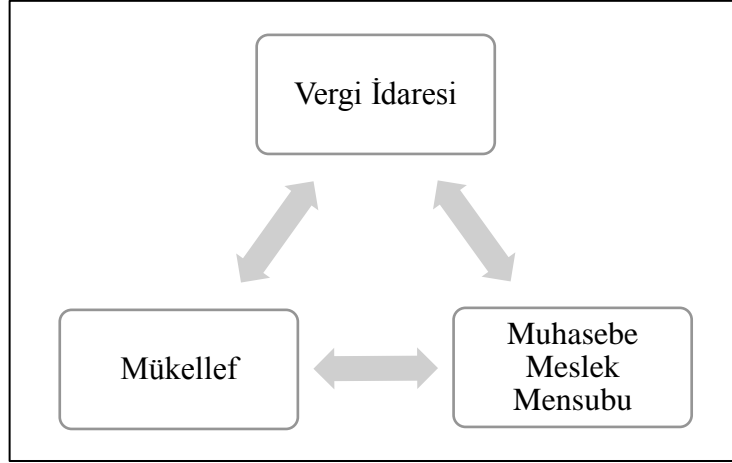 Vergi İdaresi
Mükellef
Muhasebe
Meslek
Mensubu